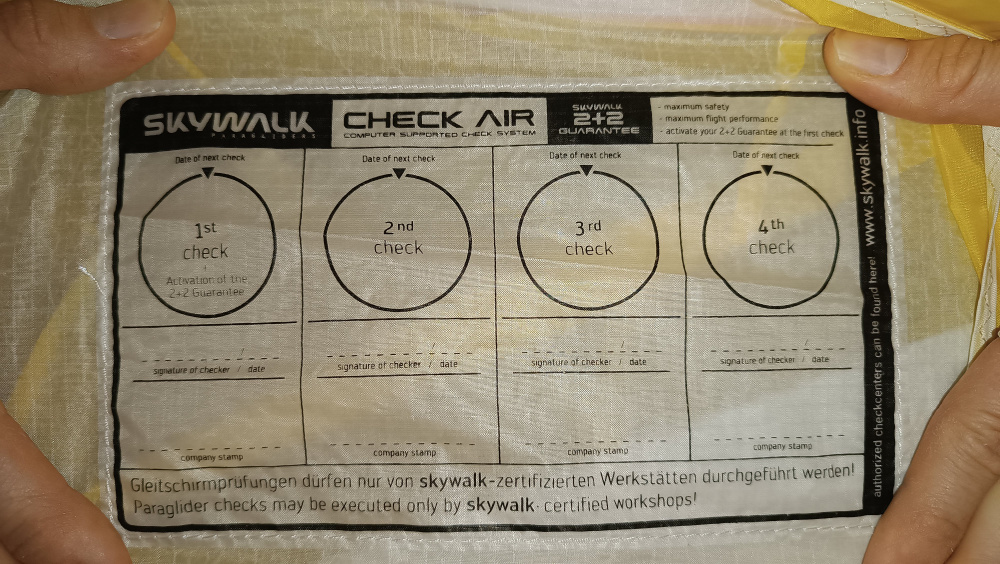 SKYWALK
PARAGLIDERS
CHECK AIR
COMPUTER SUPPORTED CHECK SYSTEM
SKYWALK
2+2
GUARANTEE
- maximum safety
- maximum flight performance
- activate your 2+2 Guarantee at the first check
Date of next check
1st
check
Activation of the
2+2 Guarantee
signature of checker / date
company stamp
Date of next check
2nd
check
signature of checker / date
company stamp
Date of next check
3rd
check
signature of checker / date
company stamp
Date of next check
4th
check
signature of checker / date
company stamp
Gleitschirmprüfungen dürfen nur von skywalk-zertifizierten Werkstätten durchgeführt werden!
Paraglider checks may be executed only by skywalk- certified workshops!
authorized checkcenters can be found here! www.skywalk.info